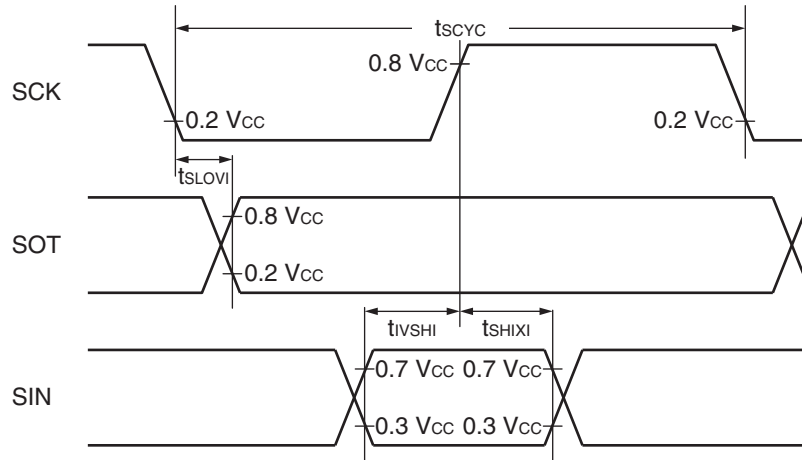 tSCYC
SCK
0.8 VCC
0.2 VCC
0.2 VCC
tSLOVI
SOT
0.8 VCC
0.2 VCC
tIVSHI
tSHIXI
SIN
0.7 VCC
0.7 VCC
0.3 VCC
0.3 VCC